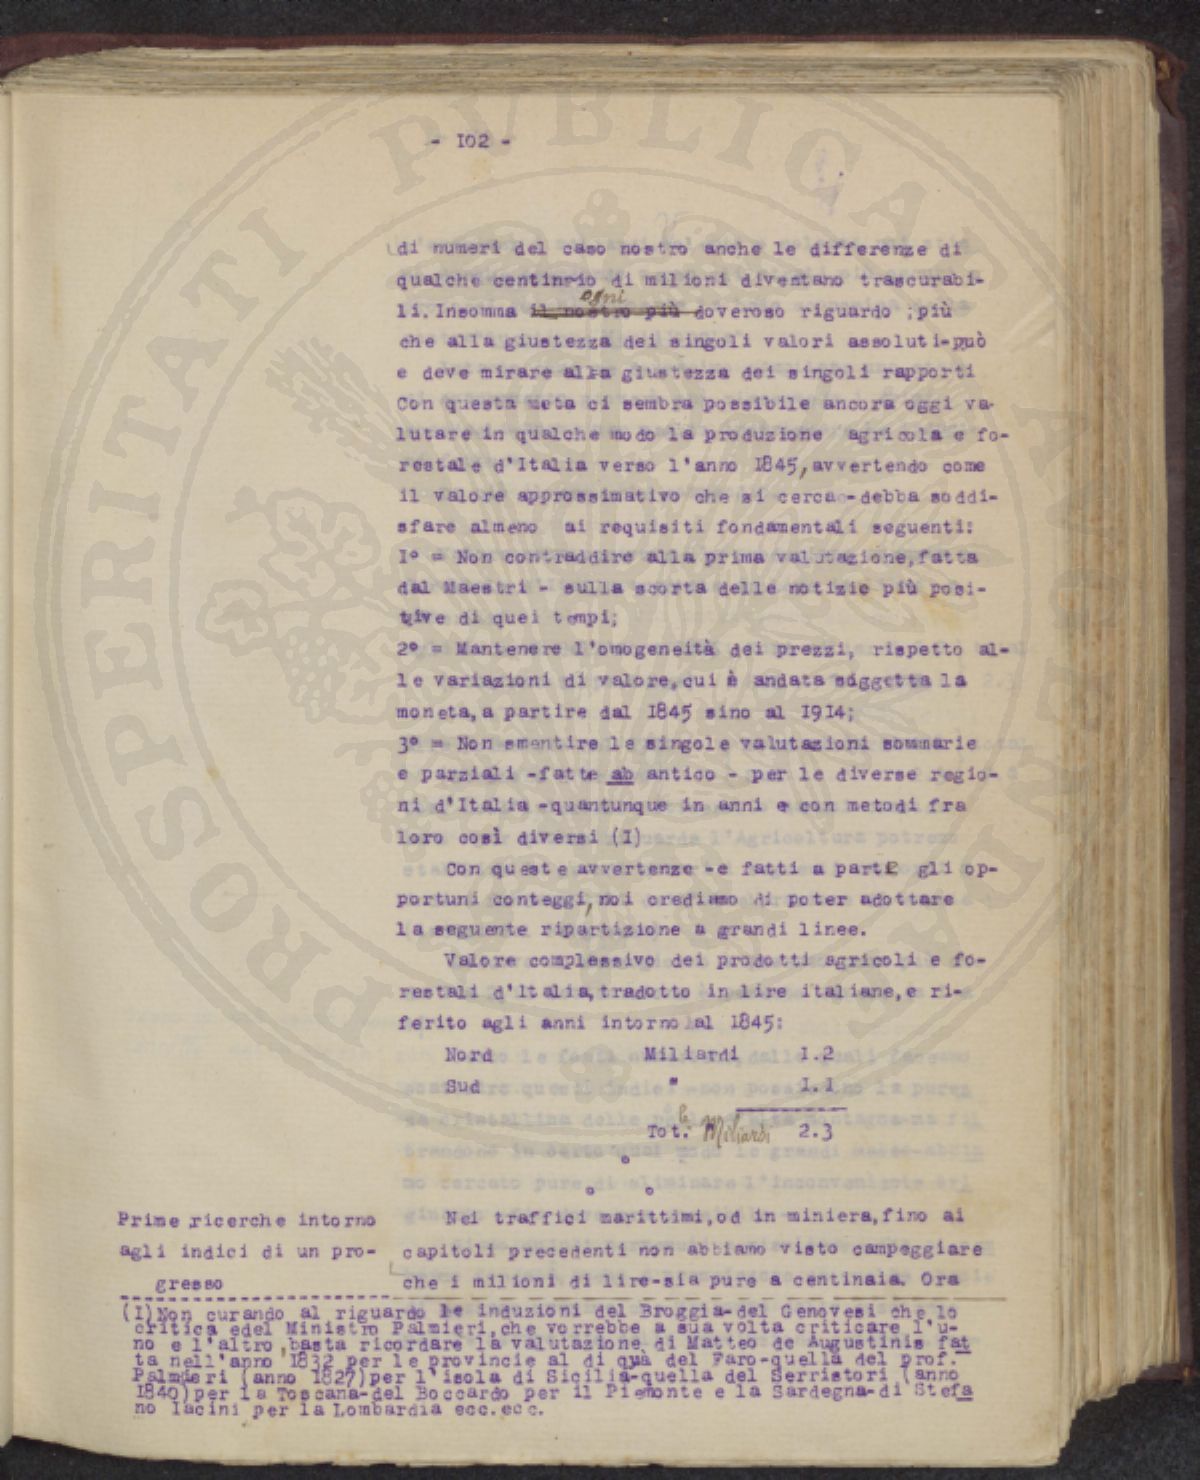 - I02 -
di numeri del caso nostro anche le differenze di
qualche centinaio di milioni diventano trascurabi-
li. Insomma il nostro più doveroso riguardo ; più
ogni
che alla giustezza dei singoli valori assoluti-può
e deve mirare alla giustezza dei singoli rapporti
Con questa meta ci sembra possibile ancora oggi va-
lutare in qualche modo la produzione agricola e fo-
restale d'Italia verso l'anno 1845, avvertendo come
il valore approssimativo che si cerca-debba soddi-
sfare almeno ai requisiti fondamentali seguenti:
I° = Non contraddire alla prima valutazione, fatta
dal Maestri - sulla scorta delle notizie più posi-
tive di quei tempi;
2° = Mantenere l'omogeneità dei prezzi, rispetto al-
le variazioni di valore, cui è andata soggetta la
moneta, a partire dal 1845 sino al 1914;
3° = Non smentire le singole valutazioni sommarie
e parziali -fatte ab antico - per le diverse regio-
ni d'Italia -quantunque in anni e con metodi fra
loro così diversi (I)
Con queste avvertenze -e fatti a parte gli op-
portuni conteggi, noi crediamo di poter adottare
la seguente ripartizione a grandi linee.
Valore complessivo dei prodotti agricoli e fo-
restali d'Italia, tradotto in lire italiane, e ri-
ferito agli anni intorno al 1845:
Nord Miliardi I.2
Sud " I.I
Tot.le Miliardi 2.3
Prime ricerche intorno
agli indici di un pro-
gresso
Nei traffici marittimi, od in miniera, fino ai
capitoli precedenti non abbiamo visto campeggiare
che i milioni di lire-sia pure a centinaia. Ora
(I) Non curando al riguardo le induzioni del Broggia-del Genovesi che lo
critica edel Ministro Palmieri, che vorrebbe a sua volta criticare l'u-
no e l'altro, basta ricordare la valutazione di Matteo de Augustinis fat
ta nell'anno 1832 per le provincie al di quà del Faro-quella del prof.
Palmieri (anno 1827) per l'isola di Sicilia-quella del Serristori (anno
1840) per la Toscana-del Boccardo per il Piemonte e la Sardegna-di Stefa
no Iacini per la Lombardia ecc. ecc.
PROSPERITATI PUBLICAE